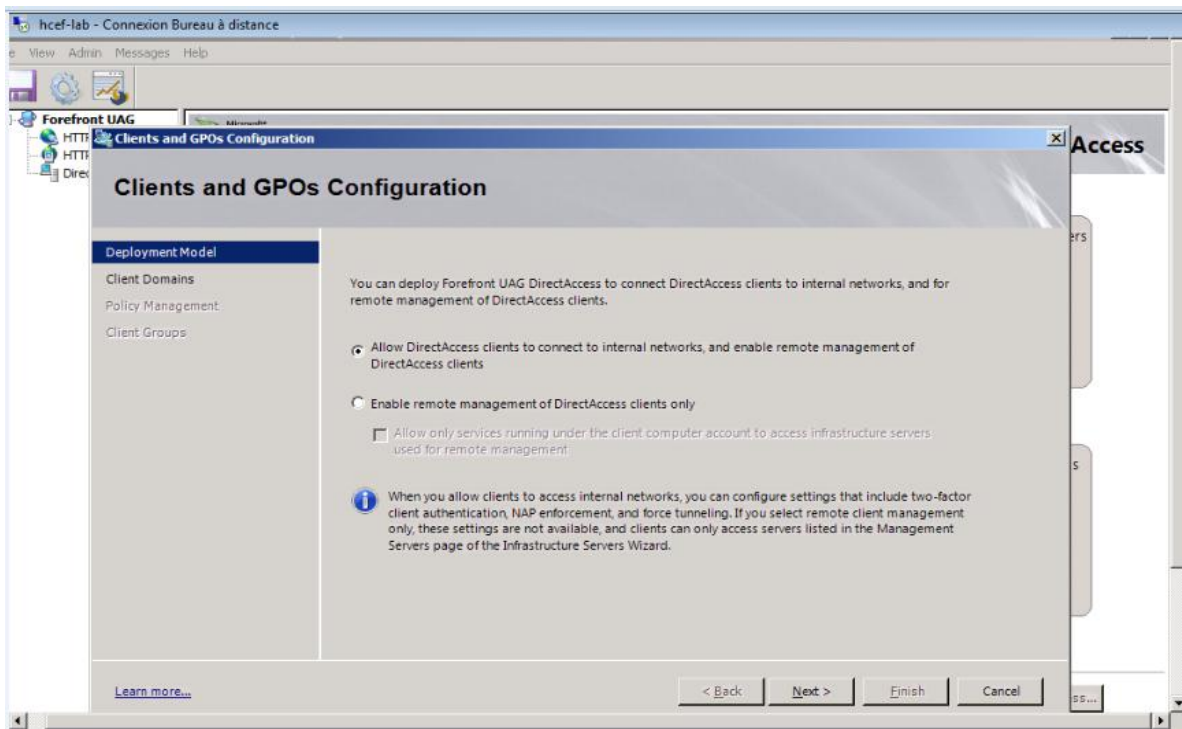 hcef-lab - Connexion Bureau à distance
e View Admin Messages Help
Forefront UAG
HTTP
HTTP
Direc
Microsoft
Access
Clients and GPOs Configuration
Clients and GPOs Configuration
Deployment Model
Client Domains
Policy Management
Client Groups
You can deploy Forefront UAG DirectAccess to connect DirectAccess clients to internal networks, and for
remote management of DirectAccess clients.
Allow DirectAccess clients to connect to internal networks, and enable remote management of
DirectAccess clients
Enable remote management of DirectAccess clients only
Allow only services running under the client computer account to access infrastructure servers
used for remote management
When you allow clients to access internal networks, you can configure settings that include two-factor
client authentication, NAP enforcement, and force tunneling. If you select remote client management
only, these settings are not available, and clients can only access servers listed in the Management
Servers page of the Infrastructure Servers Wizard.
ers
s
Learn more...
< Back Next > Finish Cancel
ss...